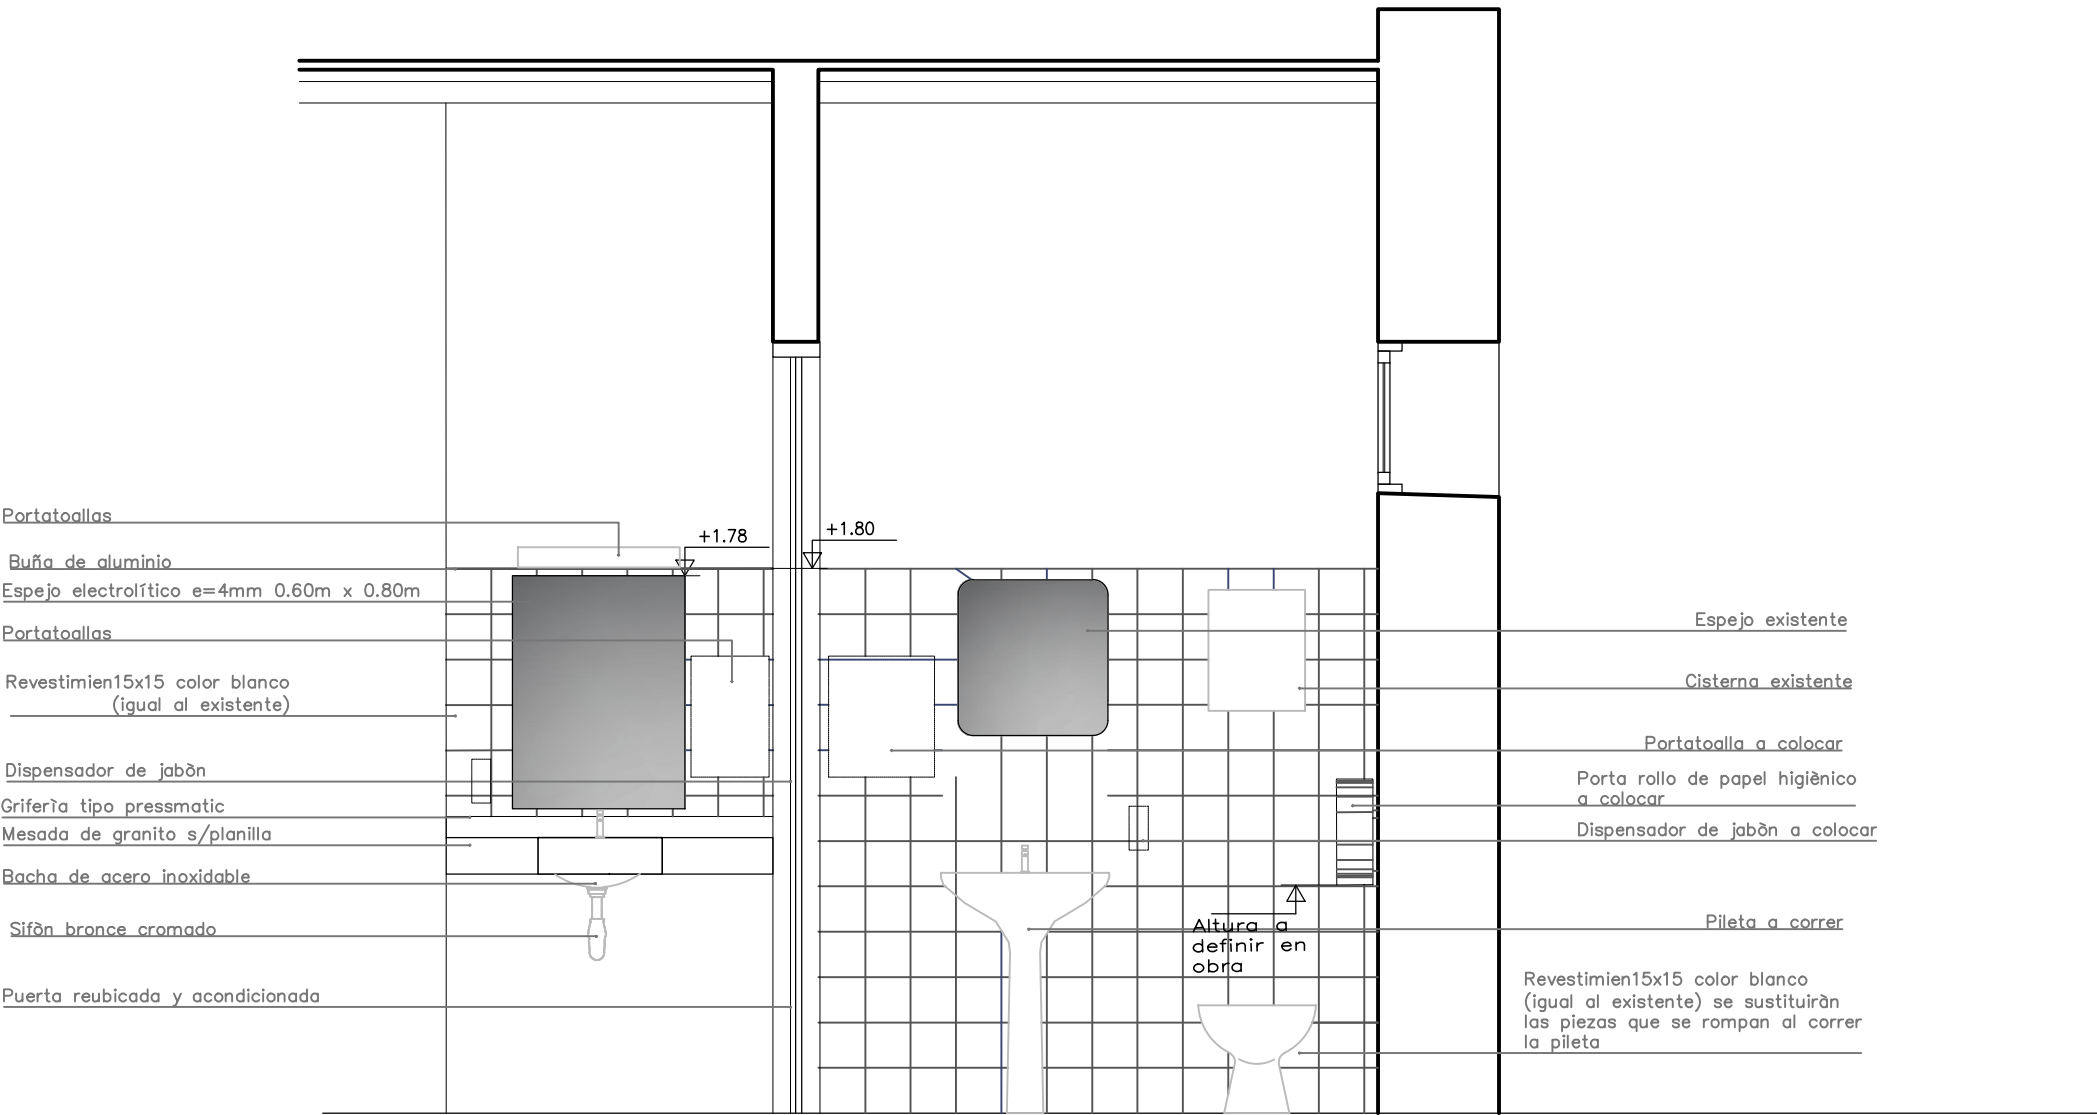 Portatoallas
Buña de aluminio
Espejo electrolítico e=4mm 0.60m x 0.80m
Portatoallas
Revestimien15x15 color blanco
(igual al existente)
Dispensador de jabòn
Griferìa tipo pressmatic
Mesada de granito s/planilla
Bacha de acero inoxidable
Sifòn bronce cromado
Puerta reubicada y acondicionada
+1.78
+1.80
Altura a
definir en
obra
Espejo existente
Cisterna existente
Portatoalla a colocar
Porta rollo de papel higiènico
a colocar
Dispensador de jabòn a colocar
Pileta a correr
Revestimien15x15 color blanco
(igual al existente) se sustituiràn
las piezas que se rompan al correr
la pileta